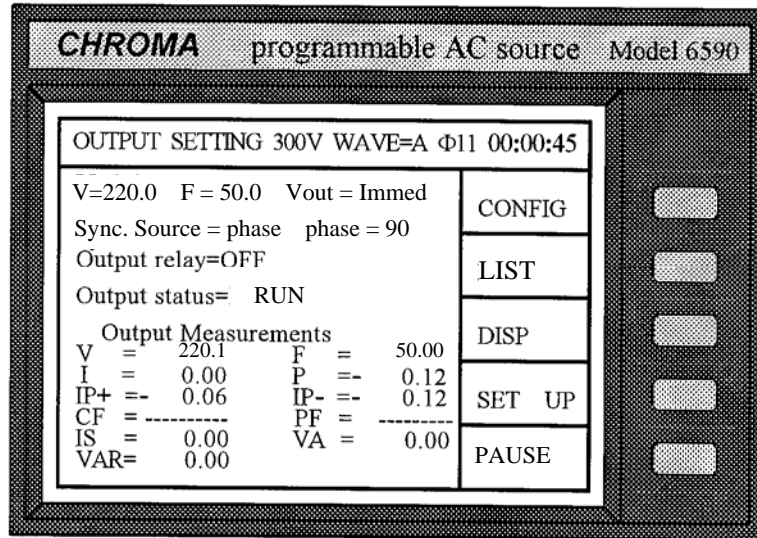 CHROMA programmable AC source Model 6590
OUTPUT SETTING 300V WAVE=A Φ11 00:00:45
V=220.0 F = 50.0 Vout = Immed
Sync. Source = phase phase = 90
Output relay=OFF
Output status= RUN
Output Measurements
V = 220.1 F = 50.00
I = 0.00 P =- 0.12
IP+ =- 0.06 IP- =- 0.12
CF = ---------- PF = ---------
IS = 0.00 VA = 0.00
VAR= 0.00
CONFIG
LIST
DISP
SET UP
PAUSE